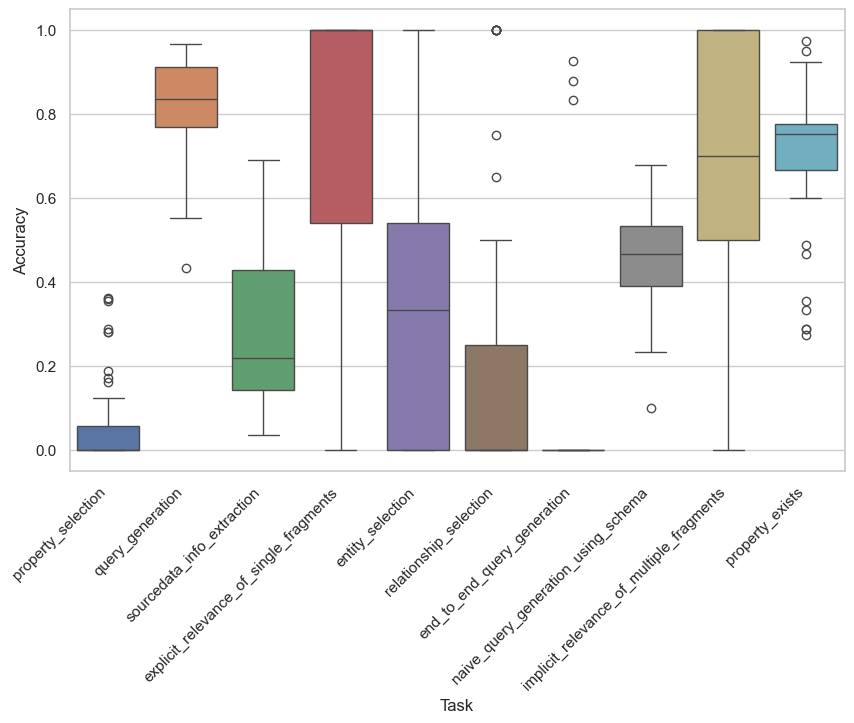 1.0
0.8
0.6
0.4
0.2
0.0
Accuracy
property_selection
query_generation
sourcedata_info_extraction
explicit_relevance_of_single_fragments
entity_selection
relationship_selection
end_to_end_query_generation
naive_query_generation_using_schema
implicit_relevance_of_multiple_fragments
property_exists
Task